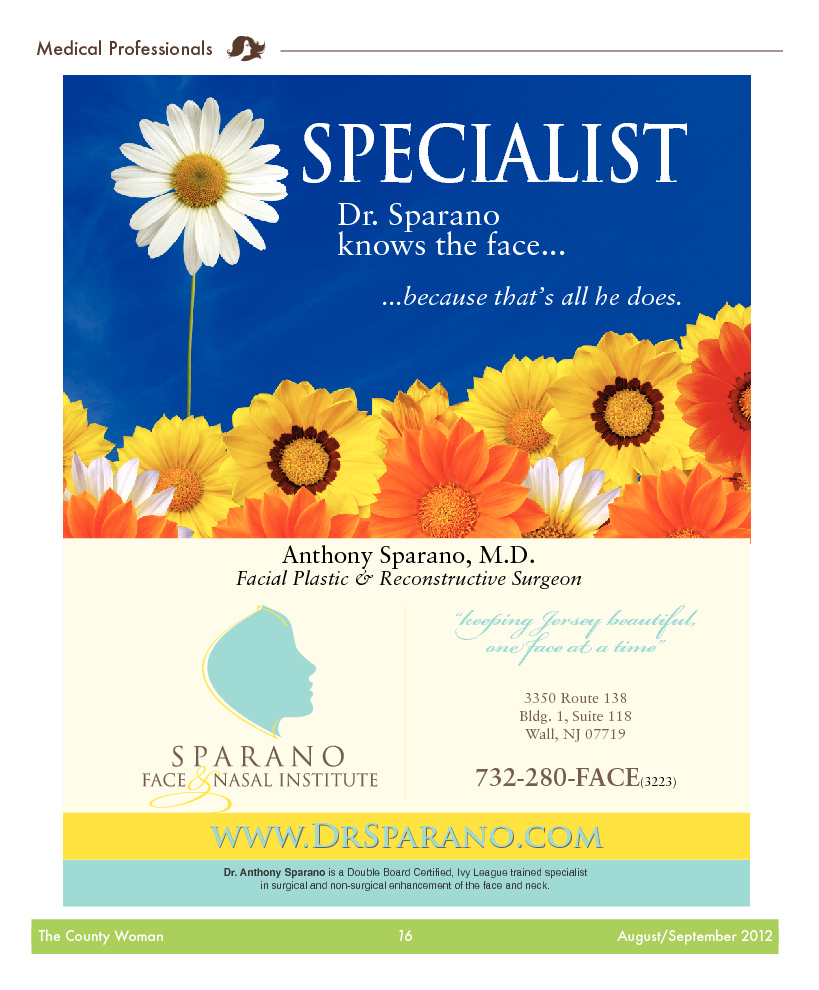 Medical Professionals
SPECIALIST
Dr. Sparano
knows the face...
...because that's all he does.
Anthony Sparano, M.D.
Facial Plastic & Reconstructive Surgeon
"keeping Jersey beautiful,
one face at a time"
3350 Route 138
Bldg. 1, Suite 118
Wall, NJ 07719
732-280-FACE(3223)
SPARANO
FACE & NASAL INSTITUTE
WWW.DRSPARANO.COM
Dr. Anthony Sparano is a Double Board Certified, Ivy League trained specialist
in surgical and non-surgical enhancement of the face and neck.
The County Woman 16 August/September 2012